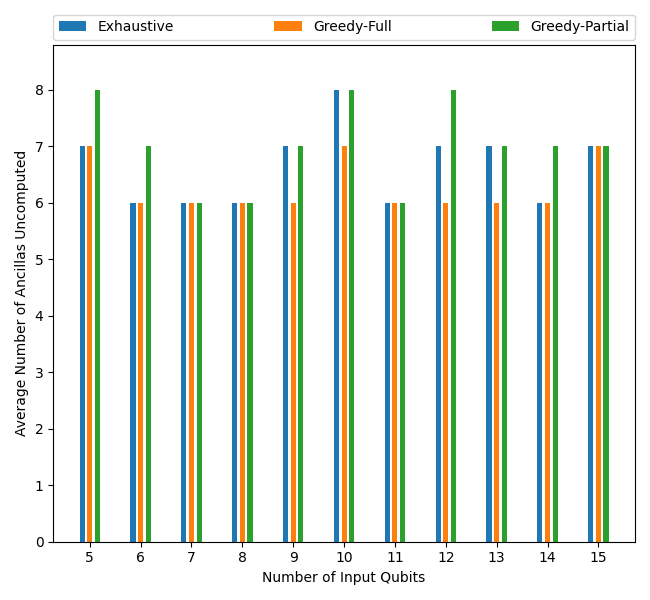 Exhaustive Greedy-Full Greedy-Partial
Average Number of Ancillas Uncomputed
8
7
6
5
4
3
2
1
0
5 6 7 8 9 10 11 12 13 14 15
Number of Input Qubits